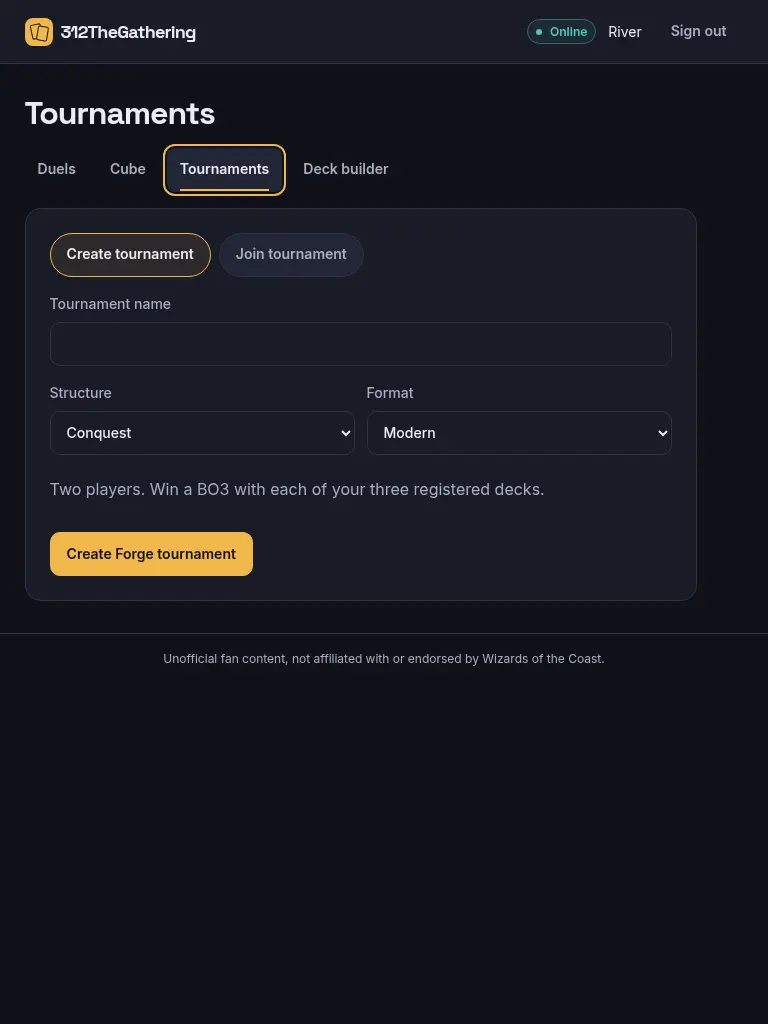 312TheGathering
Online
River
Sign out
Tournaments
Duels
Cube
Tournaments
Deck builder
Create tournament
Join tournament
Tournament name
Structure
Format
Conquest
Modern
Two players. Win a BO3 with each of your three registered decks.
Create Forge tournament
Unofficial fan content, not affiliated with or endorsed by Wizards of the Coast.